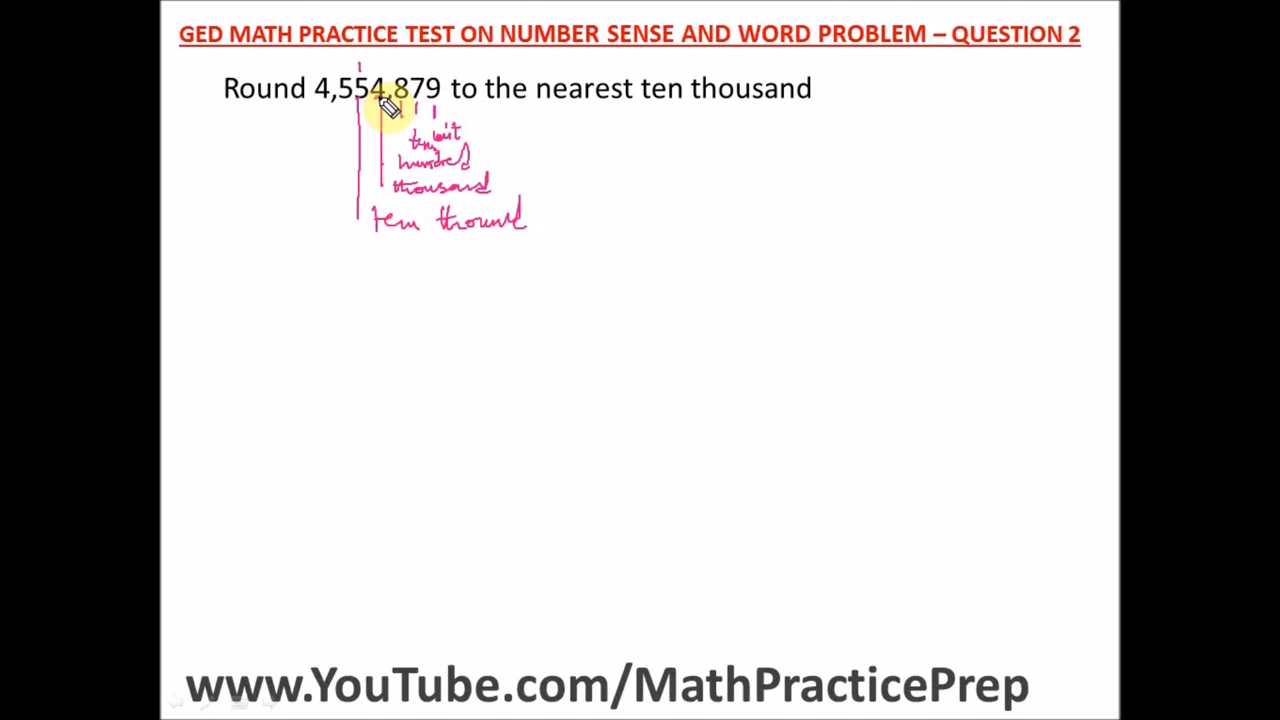 GED MATH PRACTICE TEST ON NUMBER SENSE AND WORD PROBLEM – QUESTION 2
Round 4,554,879 to the nearest ten thousand
unit
ten
hundred
thousand
ten
www.YouTube.com/MathPracticePrep